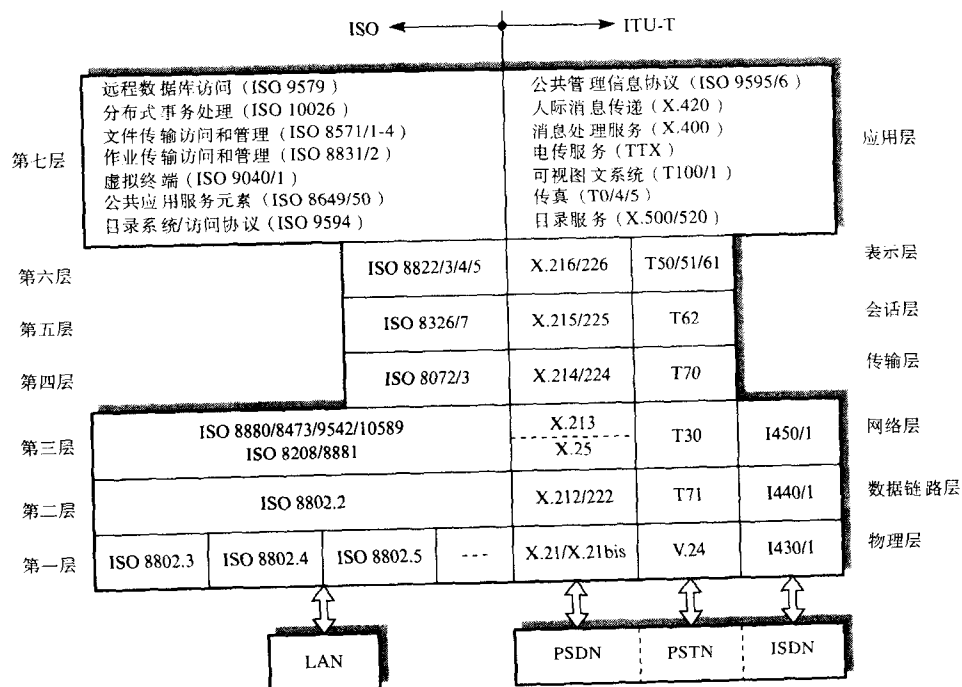 ISO ITU-T
远程数据库访问（ISO 9579）
分布式事务处理（ISO 10026）
文件传输访问和管理（ISO 8571/1-4）
作业传输访问和管理（ISO 8831/2）
虚拟终端（ISO 9040/1）
公共应用服务元素（ISO 8649/50）
目录系统/访问协议（ISO 9594）
公共管理信息协议（ISO 9595/6）
人际消息传递（X.420）
消息处理服务（X.400）
电传服务（TTX）
可视图文系统（T100/1）
传真（T0/4/5）
目录服务（X.500/520）
第七层 应用层
第六层 ISO 8822/3/4/5 X.216/226 T50/51/61 表示层
第五层 ISO 8326/7 X.215/225 T62 会话层
第四层 ISO 8072/3 X.214/224 T70 传输层
第三层 ISO 8880/8473/9542/10589 X.213 T30 I450/1 网络层
ISO 8208/8881 X.25
第二层 ISO 8802.2 X.212/222 T71 I440/1 数据链路层
第一层 ISO 8802.3 ISO 8802.4 ISO 8802.5 --- X.21/X.21bis V.24 I430/1 物理层
LAN PSDN PSTN ISDN